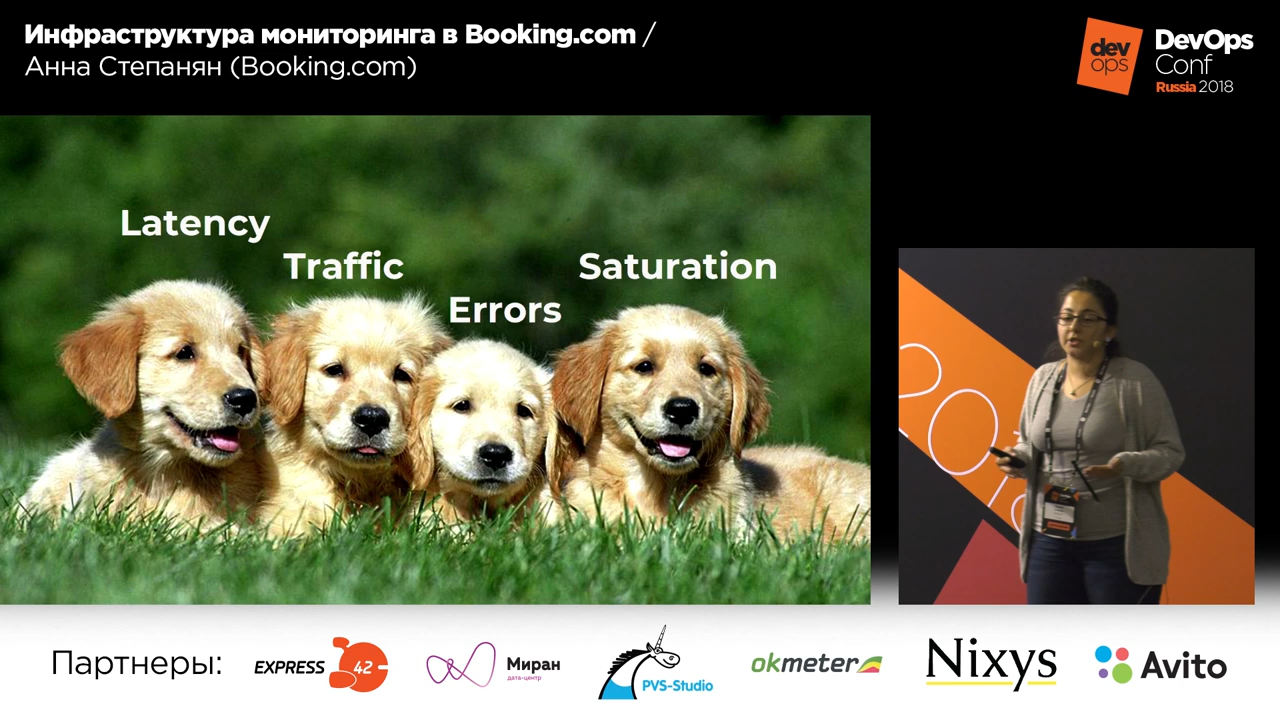 Инфраструктура мониторинга в Booking.com /
Анна Степанян (Booking.com)
dev
ops
DevOps
Conf
Russia 2018
Latency
Traffic
Errors
Saturation
Партнеры:
EXPRESS 42
Миран
дата-центр
PVS-Studio
okmeter
Nixys
Avito